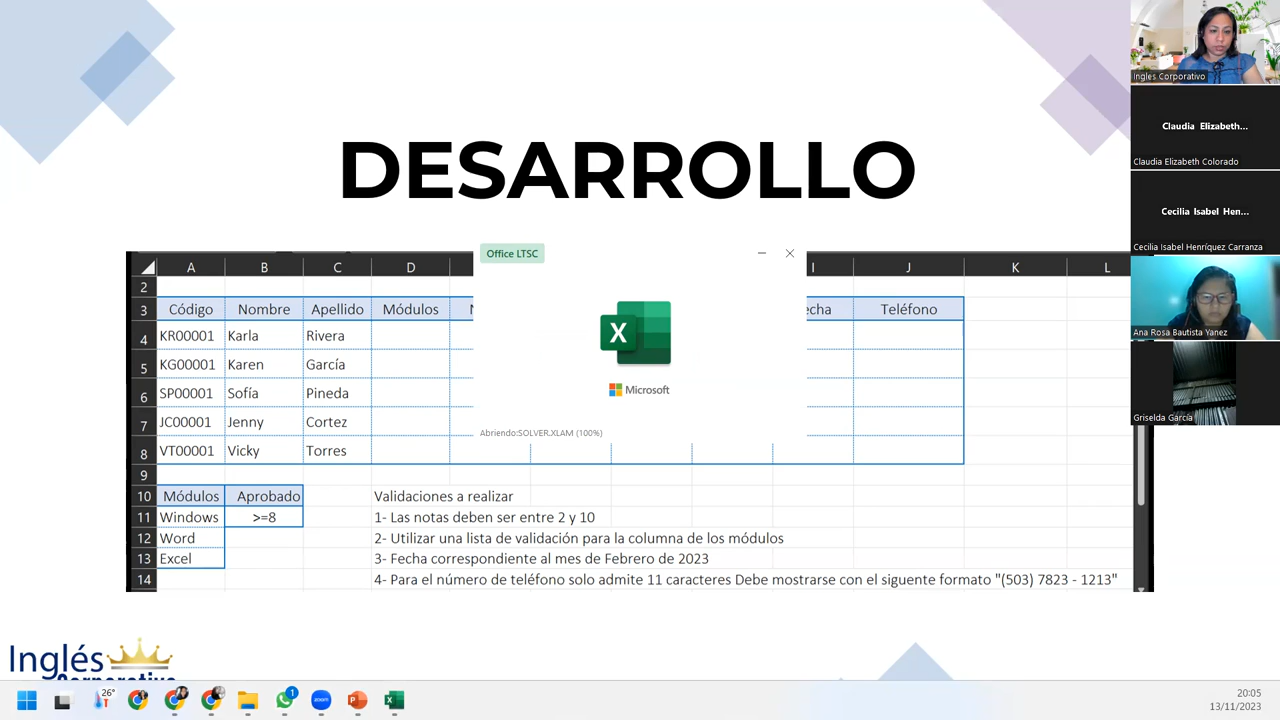 DESARROLLO
Office LTSC
Microsoft
Abriendo:SOLVER.XLAM (100%)
A B C D I J K L
2
3 Código Nombre Apellido Módulos echa Teléfono
4 KR00001 Karla Rivera
5 KG00001 Karen García
6 SP00001 Sofía Pineda
7 JC00001 Jenny Cortez
8 VT00001 Vicky Torres
9
10 Módulos Aprobado Validaciones a realizar
11 Windows >=8 1- Las notas deben ser entre 2 y 10
12 Word 2- Utilizar una lista de validación para la columna de los módulos
13 Excel 3- Fecha correspondiente al mes de Febrero de 2023
14 4- Para el número de teléfono solo admite 11 caracteres Debe mostrarse con el siguente formato "(503) 7823 - 1213"
Inglés
Corporativo
Ingles Corporativo
Claudia Elizabeth...
Claudia Elizabeth Colorado
Cecilia Isabel Hen...
Cecilia Isabel Henríquez Carranza
Ana Rosa Bautista Yanez
Griselda García
26°
1
zoom
20:05
13/11/2023